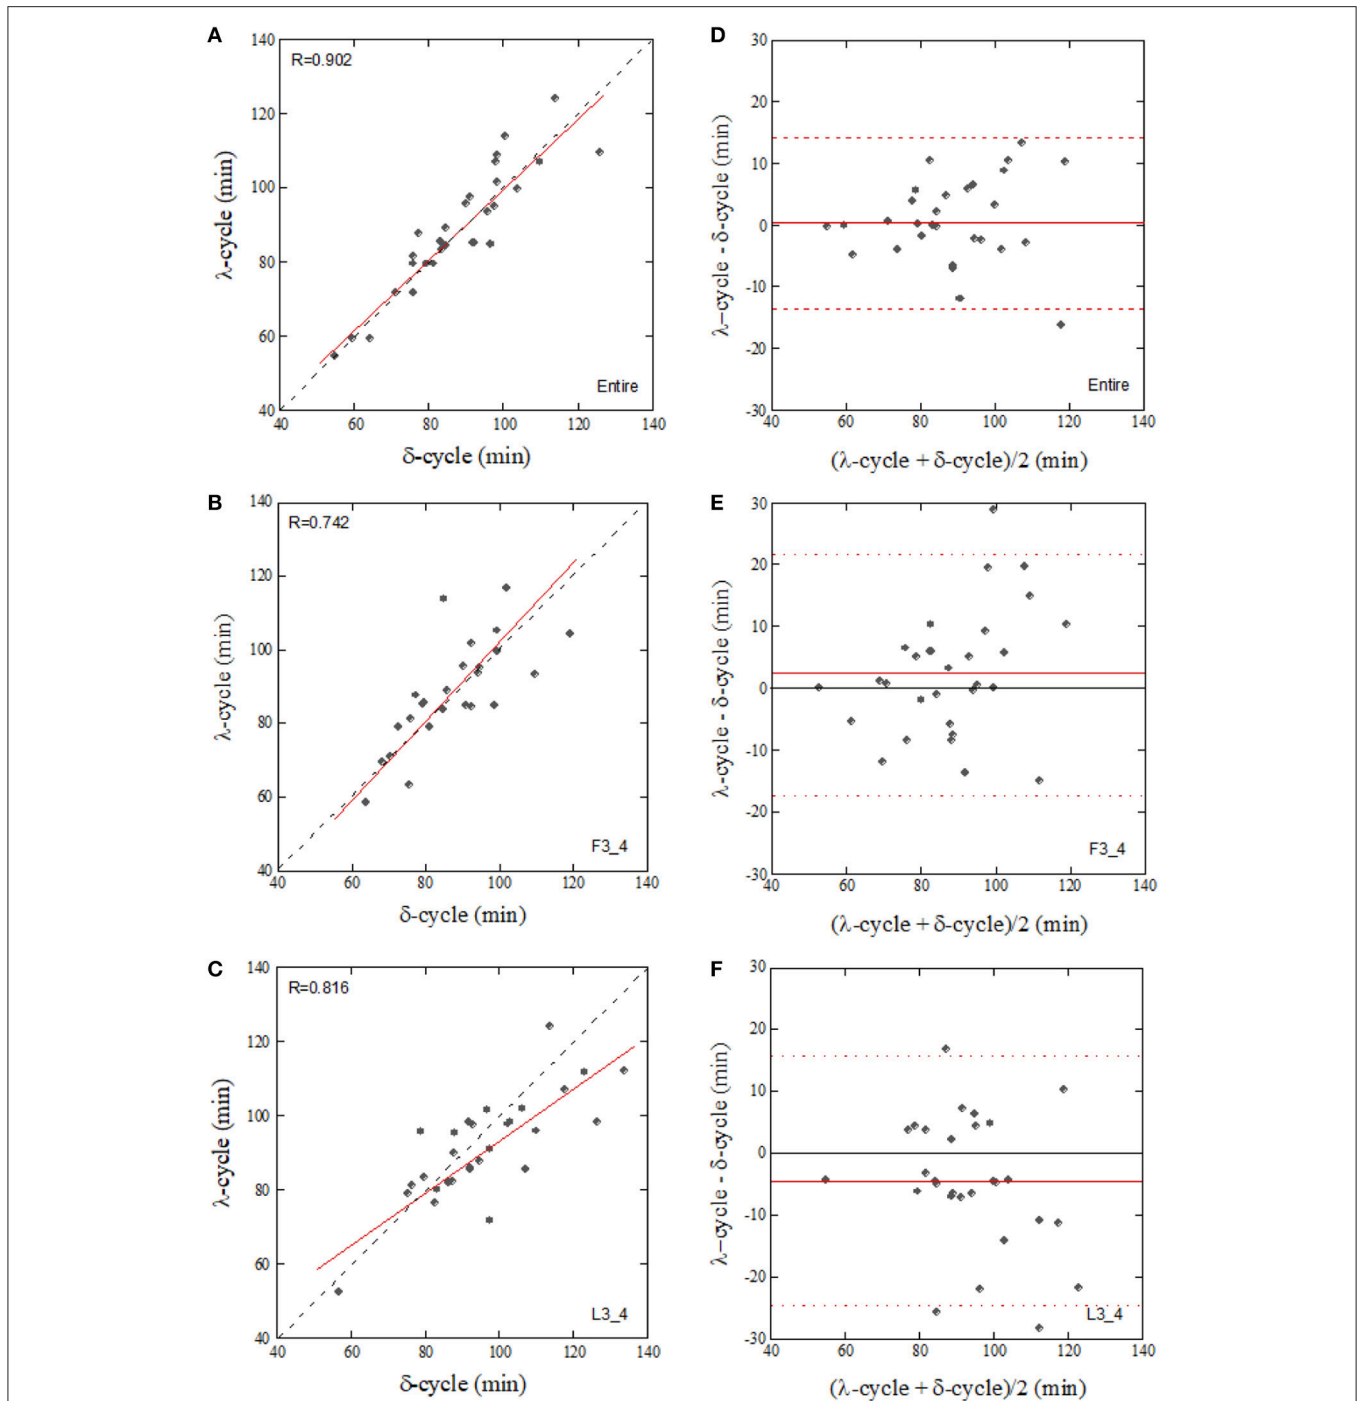 A
R=0.902
140
120
100
80
60
40
λ-cycle (min)
40 60 80 100 120 140
δ-cycle (min)
Entire
D
30
20
10
0
-10
-20
-30
λ-cycle - δ-cycle (min)
40 60 80 100 120 140
(λ-cycle + δ-cycle)/2 (min)
Entire
B
R=0.742
140
120
100
80
60
40
λ-cycle (min)
40 60 80 100 120 140
δ-cycle (min)
F3_4
E
30
20
10
0
-10
-20
-30
λ-cycle - δ-cycle (min)
40 60 80 100 120 140
(λ-cycle + δ-cycle)/2 (min)
F3_4
C
R=0.816
140
120
100
80
60
40
λ-cycle (min)
40 60 80 100 120 140
δ-cycle (min)
L3_4
F
30
20
10
0
-10
-20
-30
λ-cycle - δ-cycle (min)
40 60 80 100 120 140
(λ-cycle + δ-cycle)/2 (min)
L3_4